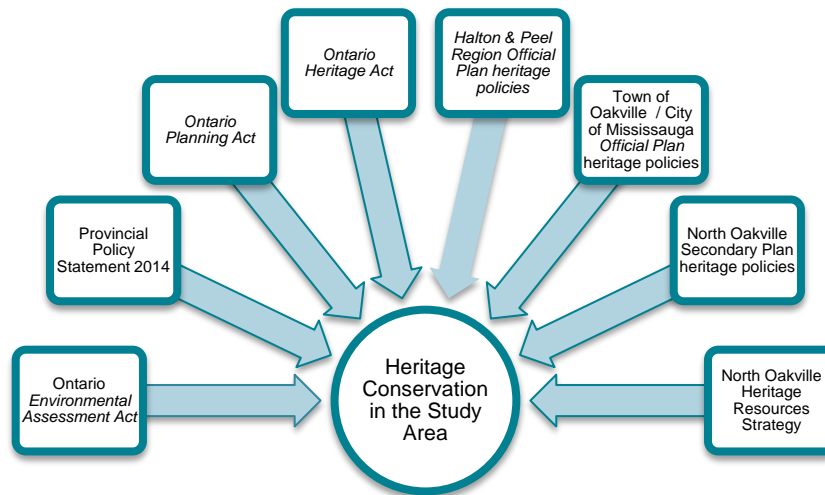 Ontario
Heritage Act
Halton & Peel
Region Official
Plan heritage
policies
Ontario
Planning Act
Town of
Oakville / City
of Mississauga
Official Plan
heritage policies
Provincial
Policy
Statement 2014
North Oakville
Secondary Plan
heritage policies
Ontario
Environmental
Assessment Act
Heritage
Conservation
in the Study
Area
North Oakville
Heritage
Resources
Strategy